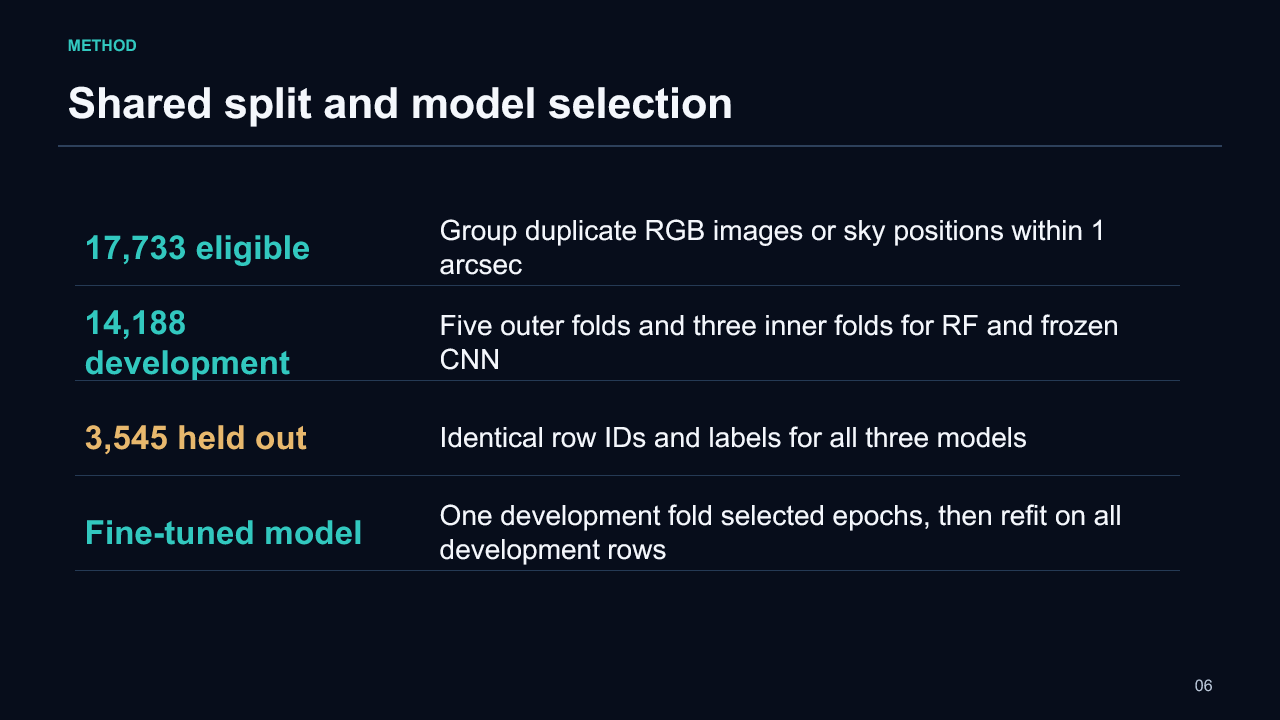 METHOD
Shared split and model selection
17,733 eligible
Group duplicate RGB images or sky positions within 1
arcsec
14,188
development
Five outer folds and three inner folds for RF and frozen
CNN
3,545 held out
Identical row IDs and labels for all three models
Fine-tuned model
One development fold selected epochs, then refit on all
development rows
06